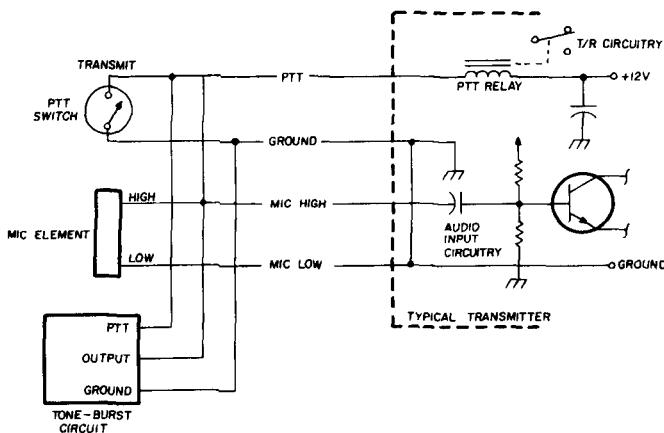 T/R CIRCUITRY
TRANSMIT
PTT
PTT RELAY
+12V
PTT
SWITCH
GROUND
HIGH
MIC HIGH
MIC ELEMENT
AUDIO
INPUT
CIRCUITRY
LOW
MIC LOW
GROUND
TYPICAL TRANSMITTER
PTT
OUTPUT
GROUND
TONE-BURST
CIRCUIT